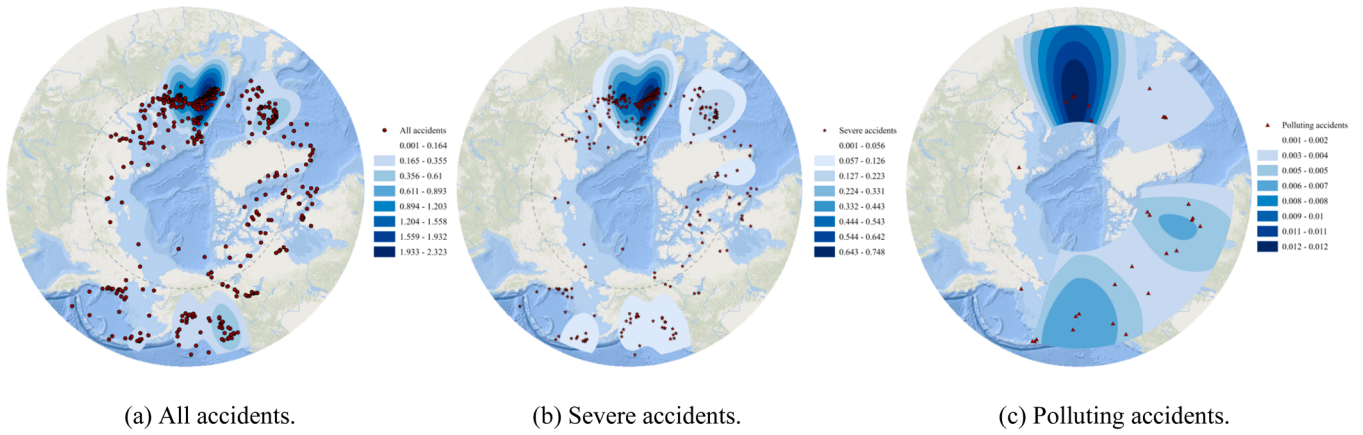 All accidents
0.001 - 0.164
0.165 - 0.355
0.356 - 0.61
0.611 - 0.893
0.894 - 1.203
1.204 - 1.558
1.559 - 1.932
1.933 - 2.323
Severe accidents
0.001 - 0.056
0.057 - 0.126
0.127 - 0.223
0.224 - 0.331
0.332 - 0.443
0.444 - 0.543
0.544 - 0.642
0.643 - 0.748
Polluting accidents
0.001 - 0.002
0.003 - 0.004
0.005 - 0.005
0.006 - 0.007
0.008 - 0.008
0.009 - 0.01
0.011 - 0.011
0.012 - 0.012
(a) All accidents.
(b) Severe accidents.
(c) Polluting accidents.